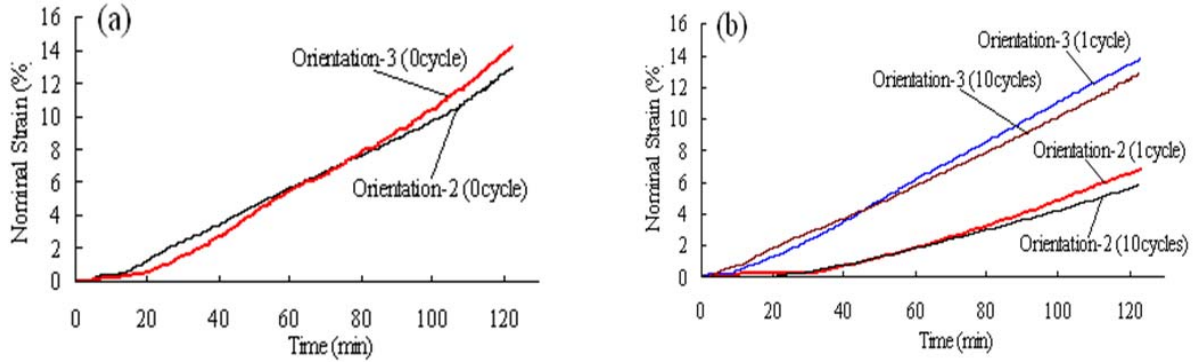 (a)
Nominal Strain (%)
16
14
12
10
8
6
4
2
0
Orientation-3 (0cycle)
Orientation-2 (0cycle)
0 20 40 60 80 100 120
Time (min)
(b)
Nominal Strain (%
16
14
12
10
8
6
4
2
0
Orientation-3 (1cycle)
Orientation-3 (10cycles)
Orientation-2 (1cycle)
Orientation-2 (10cycles)
0 20 40 60 80 100 120
Time (min)